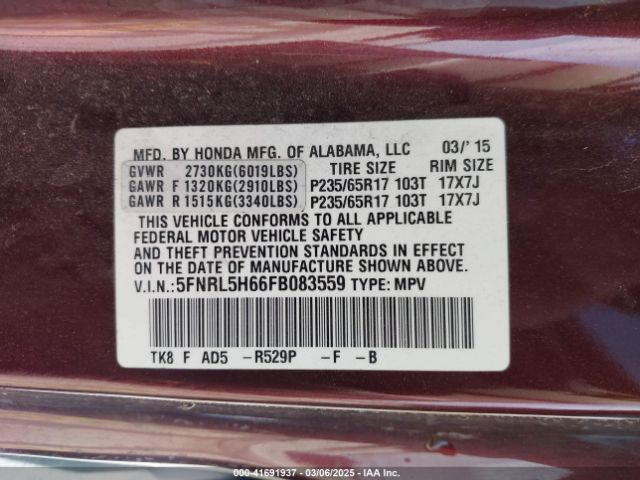 MFD. BY HONDA MFG. OF ALABAMA, LLC 03/'15
GVWR 2730KG(6019LBS) TIRE SIZE RIM SIZE
GAWR F 1320KG(2910LBS) P235/65R17 103T 17X7J
GAWR R 1515KG(3340LBS) P235/65R17 103T 17X7J
THIS VEHICLE CONFORMS TO ALL APPLICABLE
FEDERAL MOTOR VEHICLE SAFETY
AND THEFT PREVENTION STANDARDS IN EFFECT
ON THE DATE OF MANUFACTURE SHOWN ABOVE.
V.I.N.:5FNRL5H66FB083559 TYPE: MPV
TK8 F AD5 -R529P -F -B
000-41691937 - 03/06/2025 - IAA Inc.